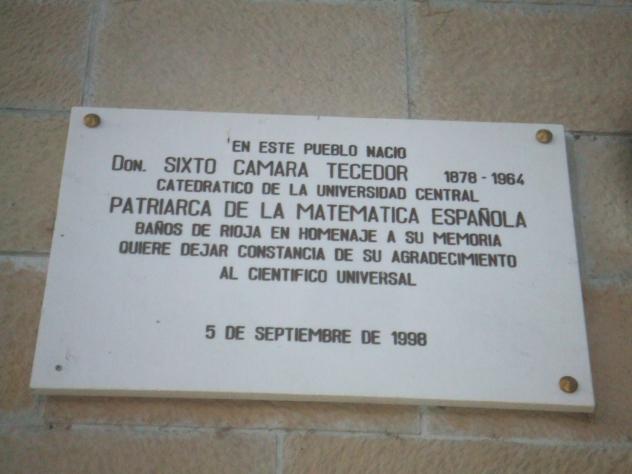 EN ESTE PUEBLO NACIO
DON. SIXTO CAMARA TECEDOR 1878 - 1964
CATEDRATICO DE LA UNIVERSIDAD CENTRAL
PATRIARCA DE LA MATEMATICA ESPAÑOLA
BAÑOS DE RIOJA EN HOMENAJE A SU MEMORIA
QUIERE DEJAR CONSTANCIA DE SU AGRADECIMIENTO
AL CIENTIFICO UNIVERSAL
5 DE SEPTIEMBRE DE 1998